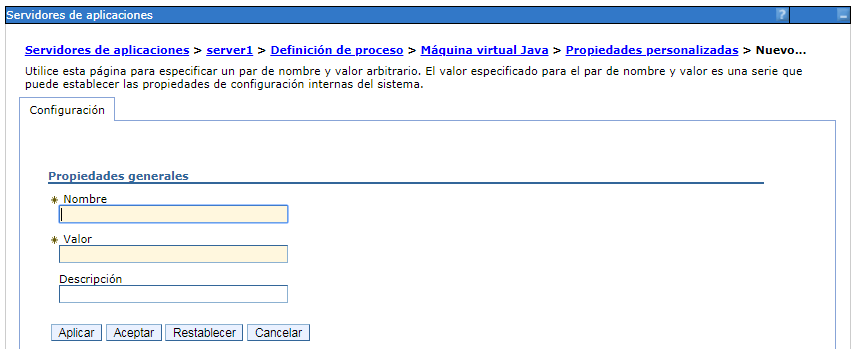 Servidores de aplicaciones ? –
Servidores de aplicaciones > server1 > Definición de proceso > Máquina virtual Java > Propiedades personalizadas > Nuevo...
Utilice esta página para especificar un par de nombre y valor arbitrario. El valor especificado para el par de nombre y valor es una serie que
puede establecer las propiedades de configuración internas del sistema.
Configuración
Propiedades generales
* Nombre
* Valor
Descripción
Aplicar Aceptar Restablecer Cancelar